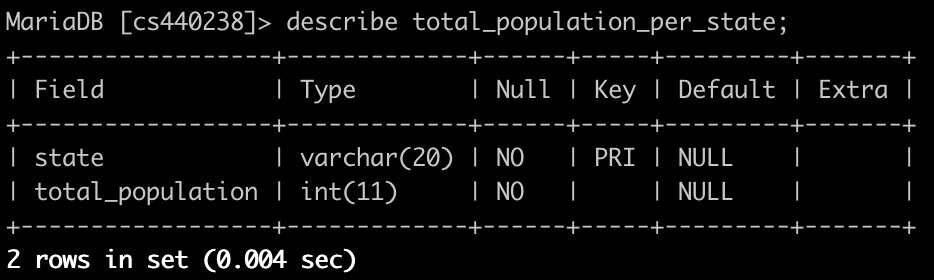 MariaDB [cs440238]> describe total_population_per_state;
+------------------+-------------+------+-----+---------+-------+
| Field            | Type        | Null | Key | Default | Extra |
+------------------+-------------+------+-----+---------+-------+
| state            | varchar(20) | NO   | PRI | NULL    |       |
| total_population | int(11)     | NO   |     | NULL    |       |
+------------------+-------------+------+-----+---------+-------+
2 rows in set (0.004 sec)